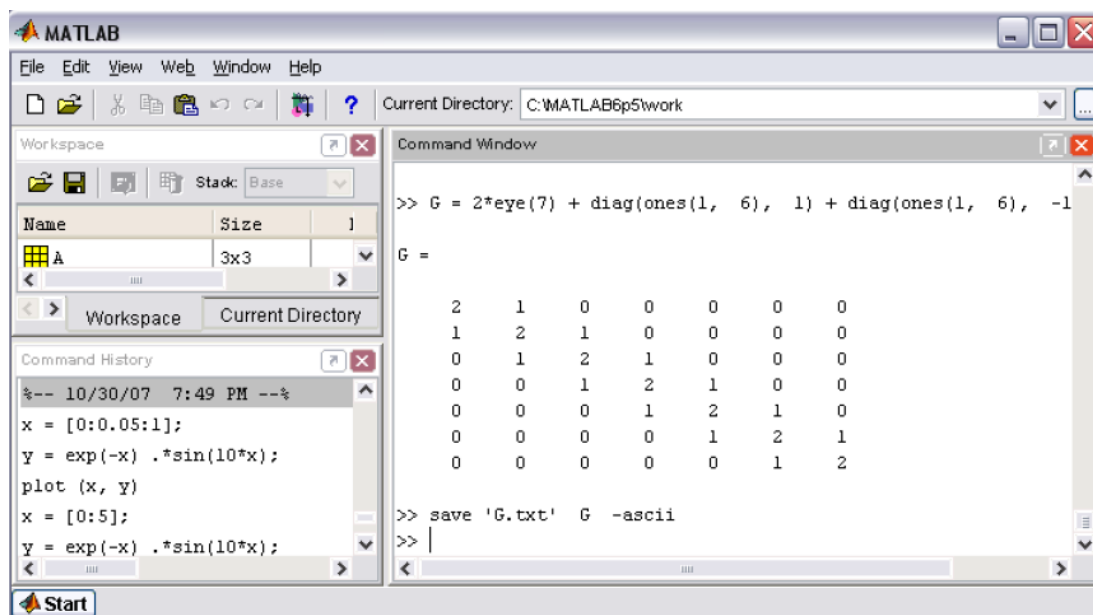 MATLAB
File Edit View Web Window Help
? Current Directory: C:\MATLAB6p5\work ...
Workspace
Stack: Base
Name Size
A 3x3
Workspace Current Directory
Command History
%-- 10/30/07 7:49 PM --%
x = [0:0.05:1];
y = exp(-x) .*sin(10*x);
plot (x, y)
x = [0:5];
y = exp(-x) .*sin(10*x);
Command Window
>> G = 2*eye(7) + diag(ones(1, 6), 1) + diag(ones(1, 6), -1
G =
2 1 0 0 0 0 0
1 2 1 0 0 0 0
0 1 2 1 0 0 0
0 0 1 2 1 0 0
0 0 0 1 2 1 0
0 0 0 0 1 2 1
0 0 0 0 0 1 2
>> save 'G.txt' G -ascii
>>
Start